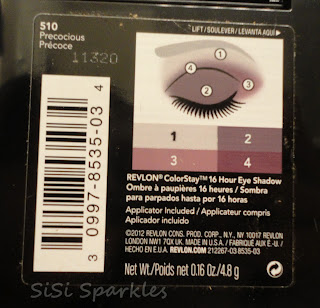 510
Precocious
Précoce
11320
LIFT/SOULEVER/LEVANTA AQUÍ
1
2
3
4
1
2
3
4
REVLON® ColorStay™ 16 Hour Eye Shadow
Ombre à paupières 16 heures / Sombra
para parpados hasta por 16 horas
Applicator Included / Applicateur compris
Aplicador incluido
©2012 REVLON CONS. PROD. CORP., N.Y., NY 10017 REVLON
LONDON NW1 7QX UK. MADE IN U.S.A. / FABRIQUÉ AUX É.
REVLON CONS. CORP. REVLON.COM 212267-03 8535-03
Net Wt./Poids net 0.16 Oz./4.8 g
3 0997-8535-03 4
SiSi Sparkles